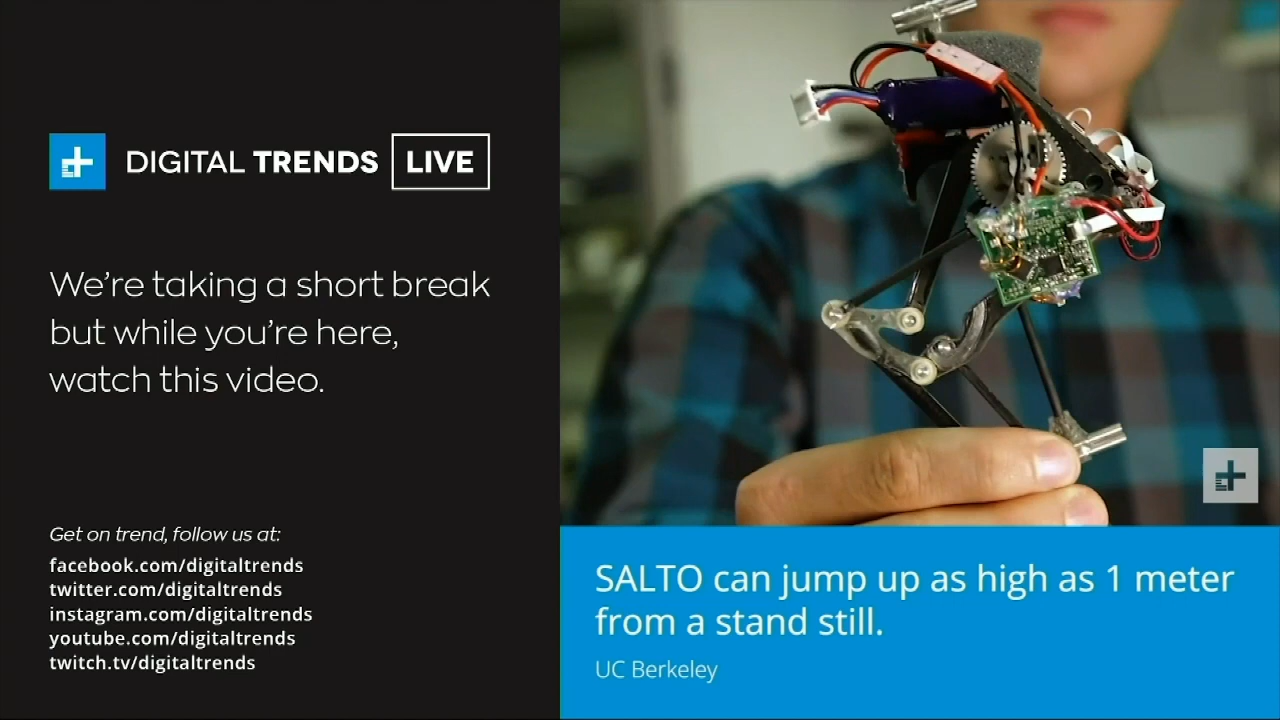 DIGITAL TRENDS LIVE
We're taking a short break
but while you're here,
watch this video.
Get on trend, follow us at:
facebook.com/digitaltrends
twitter.com/digitaltrends
instagram.com/digitaltrends
youtube.com/digitaltrends
twitch.tv/digitaltrends
SALTO can jump up as high as 1 meter
from a stand still.
UC Berkeley